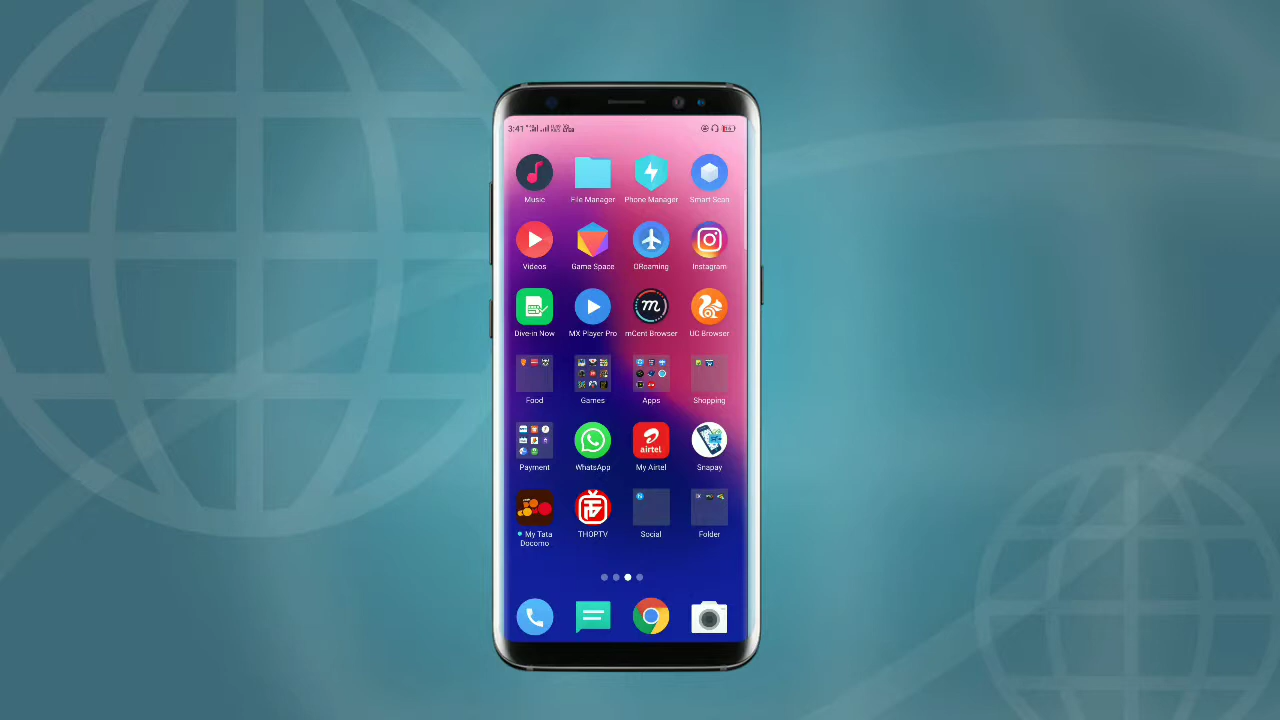 3:41
Music File Manager Phone Manager Smart Scan
Videos Game Space ORoaming Instagram
Dive-in Now MX Player Pro mCent Browser UC Browser
Food Games Apps Shopping
airtel
Payment WhatsApp My Airtel Snapay
My Tata Docomo THOPTV Social Folder